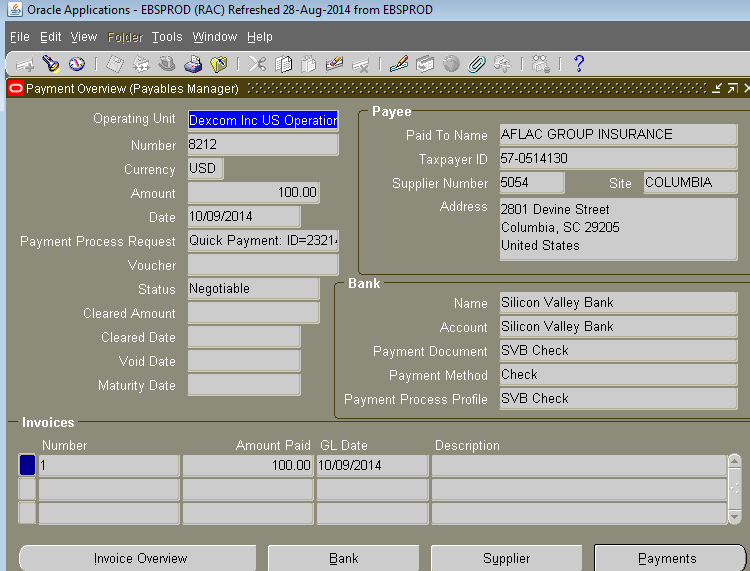 Oracle Applications - EBSPROD (RAC) Refreshed 28-Aug-2014 from EBSPROD
File Edit View Folder Tools Window Help
Payment Overview (Payables Manager)
Operating Unit Dexcom Inc US Operation
Number 8212
Currency USD
Amount 100.00
Date 10/09/2014
Payment Process Request Quick Payment: ID=2321
Voucher
Status Negotiable
Cleared Amount
Cleared Date
Void Date
Maturity Date
Payee
Paid To Name AFLAC GROUP INSURANCE
Taxpayer ID 57-0514130
Supplier Number 5054 Site COLUMBIA
Address 2801 Devine Street
Columbia, SC 29205
United States
Bank
Name Silicon Valley Bank
Account Silicon Valley Bank
Payment Document SVB Check
Payment Method Check
Payment Process Profile SVB Check
Invoices
Number Amount Paid GL Date Description
1 100.00 10/09/2014
Invoice Overview Bank Supplier Payments